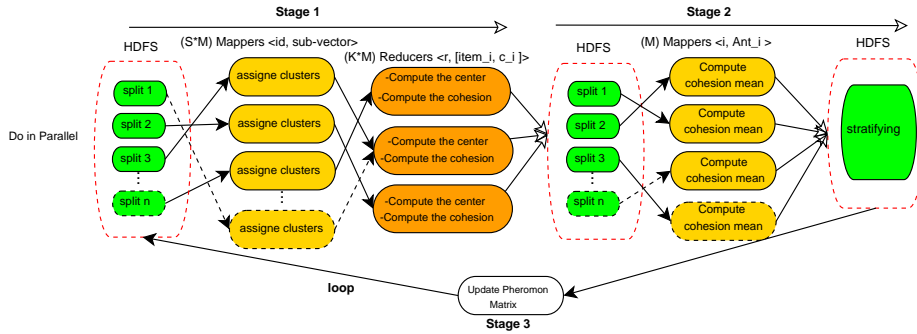 Stage 1
Stage 2
HDFS
(S*M) Mappers <id, sub-vector>
(K*M) Reducers <r, [item_i, c_i ]>
HDFS
(M) Mappers <i, Ant_i >
HDFS
Do in Parallel
split 1
split 2
split 3
split n
assigne clusters
assigne clusters
assigne clusters
assigne clusters
-Compute the center
-Compute the cohesion
-Compute the center
-Compute the cohesion
-Compute the center
-Compute the cohesion
split 1
split 2
split 3
split n
Compute
cohesion mean
Compute
cohesion mean
Compute
cohesion mean
Compute
cohesion mean
stratifying
loop
Update Pheromon
Matrix
Stage 3